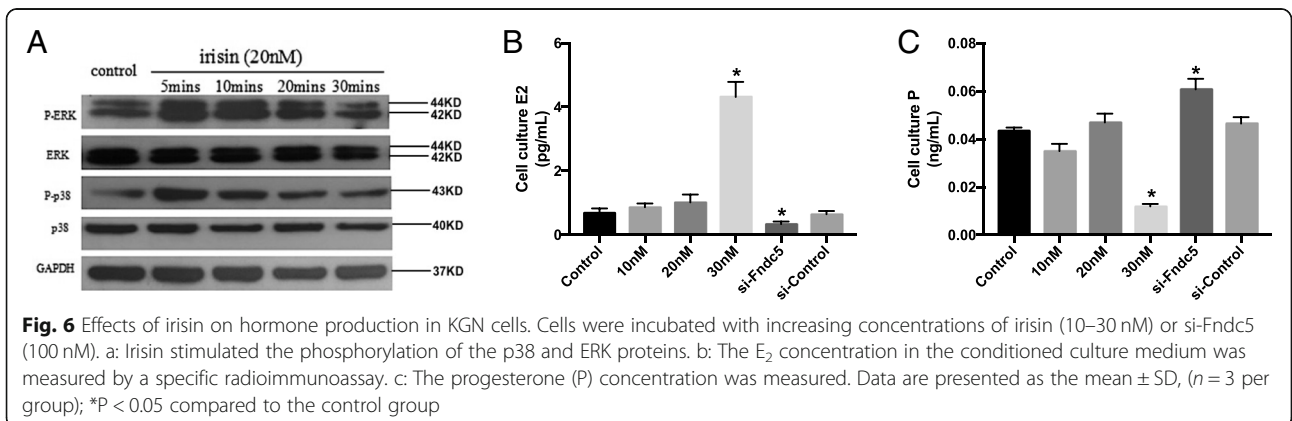 A
irisin (20nM)
control
5mins 10mins 20mins 30mins
P-ERK
44KD
42KD
ERK
44KD
42KD
P-p38
43KD
p38
40KD
GAPDH
37KD
B
Cell culture E2
(pg/mL)
6
4
2
0
*
*
Control
10nM
20nM
30nM
si-Fndc5
si-Control
C
Cell culture P
(ng/mL)
0.08
0.06
0.04
0.02
0.00
*
*
Control
10nM
20nM
30nM
si-Fndc5
si-Control
Fig. 6 Effects of irisin on hormone production in KGN cells. Cells were incubated with increasing concentrations of irisin (10–30 nM) or si-Fndc5
(100 nM). a: Irisin stimulated the phosphorylation of the p38 and ERK proteins. b: The E₂ concentration in the conditioned culture medium was
measured by a specific radioimmunoassay. c: The progesterone (P) concentration was measured. Data are presented as the mean ± SD, (n = 3 per
group); *P < 0.05 compared to the control group